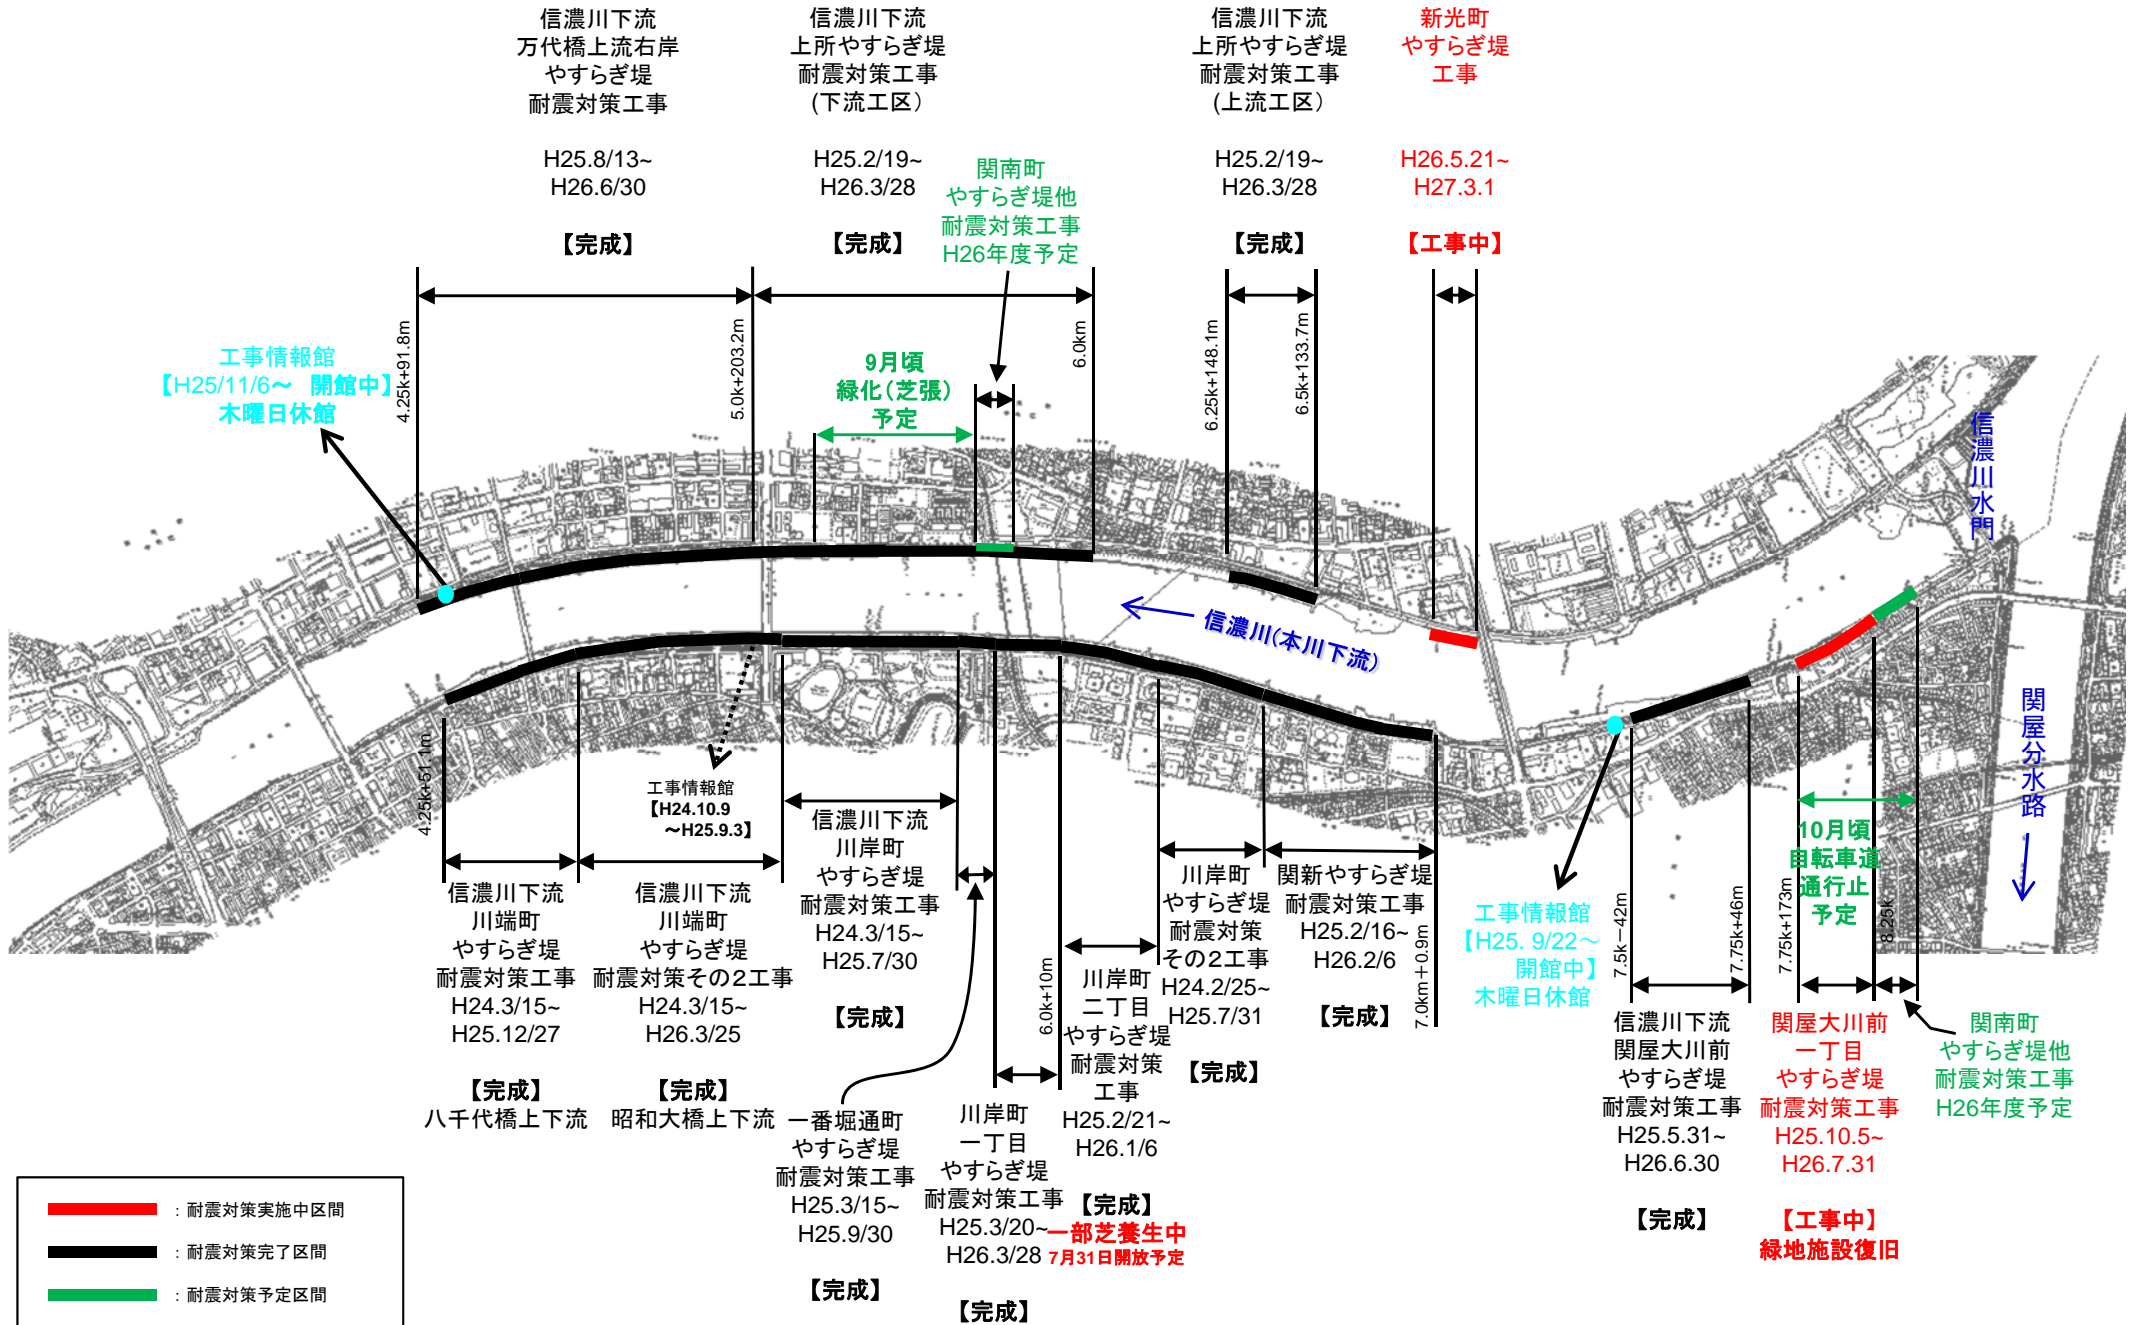 信濃川下流
万代橋上流右岸
やすらぎ堤
耐震対策工事
H25.8/13~
H26.6/30
【完成】
信濃川下流
上所やすらぎ堤
耐震対策工事
(下流工区)
H25.2/19~
H26.3/28
【完成】
関南町
やすらぎ堤他
耐震対策工事
H26年度予定
信濃川下流
上所やすらぎ堤
耐震対策工事
(上流工区)
H25.2/19~
H26.3/28
【完成】
新光町
やすらぎ堤
工事
H26.5.21~
H27.3.1
【工事中】
工事情報館
【H25/11/6～ 開館中】
木曜日休館
4.25k+91.8m
5.0k+203.2m
9月頃
緑化(芝張)
予定
6.0km
6.25k+148.1m
6.5k+133.7m
信濃川水門
信濃川(本川下流)
関屋分水路
4.25k+51.1m
工事情報館
【H24.10.9
～H25.9.3】
信濃川下流
川端町
やすらぎ堤
耐震対策工事
H24.3/15~
H25.12/27
【完成】
八千代橋上下流
信濃川下流
川端町
やすらぎ堤
耐震対策その2工事
H24.3/15~
H26.3/25
【完成】
昭和大橋上下流
信濃川下流
川岸町
やすらぎ堤
耐震対策工事
H24.3/15~
H25.7/30
【完成】
一番堀通町
やすらぎ堤
耐震対策工事
H25.3/15~
H25.9/30
【完成】
川岸町
一丁目
やすらぎ堤
耐震対策工事
H25.3/20~
H26.3/28
【完成】
6.0k+10m
川岸町
二丁目
やすらぎ堤
耐震対策
工事
H25.2/21~
H26.1/6
【完成】
一部芝養生中
7月31日開放予定
川岸町
やすらぎ堤
耐震対策
その2工事
H24.2/25~
H25.7/31
【完成】
関新やすらぎ堤
耐震対策工事
H25.2/16~
H26.2/6
【完成】
7.0km+0.9m
工事情報館
【H25. 9/22～
開館中】
木曜日休館
7.5k－42m
7.75k+46m
信濃川下流
関屋大川前
やすらぎ堤
耐震対策工事
H25.5.31~
H26.6.30
【完成】
7.75k+173m
10月頃
自転車道
通行止
予定
8.25k
関屋大川前
一丁目
やすらぎ堤
耐震対策工事
H25.10.5~
H26.7.31
【工事中】
緑地施設復旧
関南町
やすらぎ堤他
耐震対策工事
H26年度予定
：耐震対策実施中区間
：耐震対策完了区間
：耐震対策予定区間